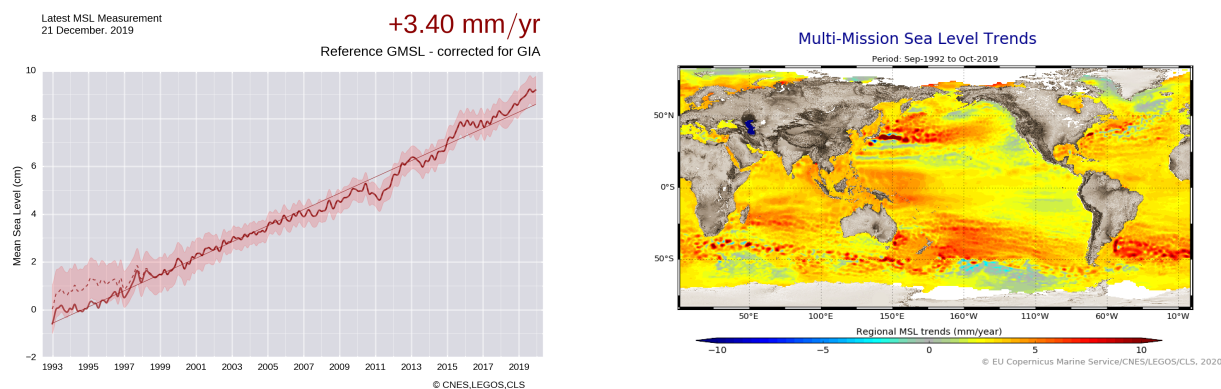 Latest MSL Measurement
21 December. 2019
+3.40 mm/yr
Reference GMSL - corrected for GIA
Mean Sea Level (cm)
10
8
6
4
2
0
−2
1993 1995 1997 1999 2001 2003 2005 2007 2009 2011 2013 2015 2017 2019
© CNES,LEGOS,CLS
Multi-Mission Sea Level Trends
Period: Sep-1992 to Oct-2019
50°N
0°S
50°S
50°E 100°E 150°E 160°W 110°W 60°W 10°W
Regional MSL trends (mm/year)
−10 −5 0 5 10
© EU Copernicus Marine Service/CNES/LEGOS/CLS, 2020